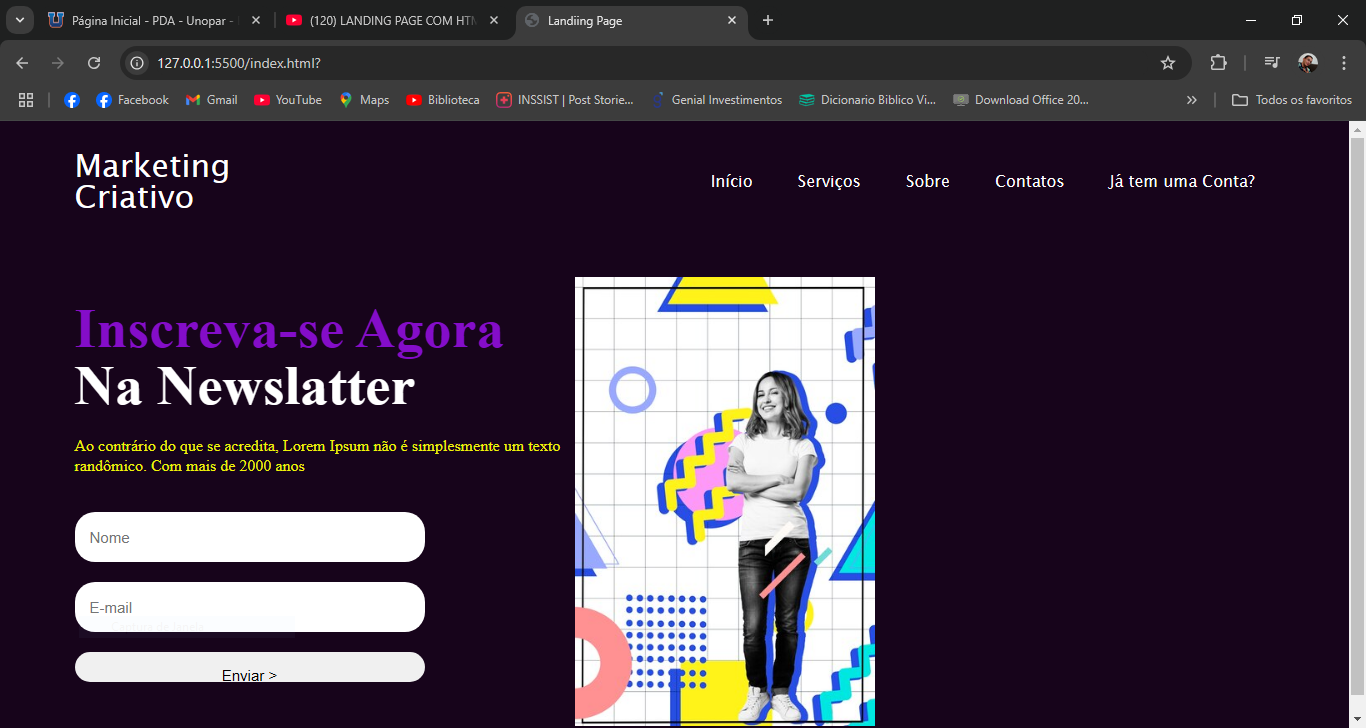 Página Inicial - PDA - Unopar -
(120) LANDING PAGE COM HTM
Landiing Page
127.0.0.1:5500/index.html?
Facebook
Gmail
YouTube
Maps
Biblioteca
INSSIST | Post Storie...
Genial Investimentos
Dicionario Biblico Vi...
Download Office 20...
Todos os favoritos
Marketing
Criativo
Início
Serviços
Sobre
Contatos
Já tem uma Conta?
Inscreva-se Agora
Na Newslatter
Ao contrário do que se acredita, Lorem Ipsum não é simplesmente um texto
randômico. Com mais de 2000 anos
Nome
E-mail
Enviar >